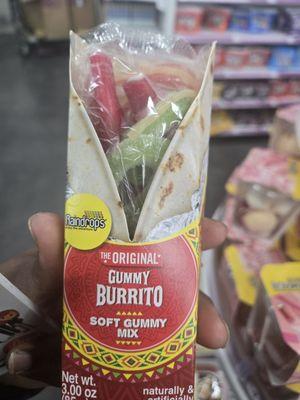 Raindrops
THE ORIGINAL*
GUMMY
BURRITO
SOFT GUMMY
MIX
Net wt.
3.00 oz
naturally &
artificially